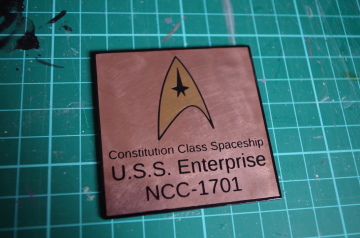 Constitution Class Spaceship
U.S.S. Enterprise
NCC-1701